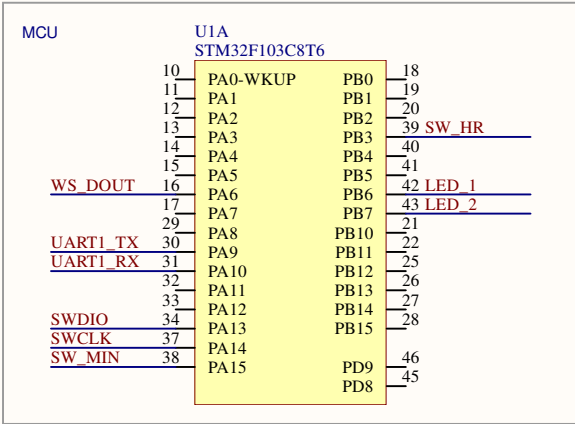 MCU U1A
STM32F103C8T6
10 PA0-WKUP PB0 18
11 PA1 PB1 19
12 PA2 PB2 20
13 PA3 PB3 39 SW_HR
14 PA4 PB4 40
15 PA5 PB5 41
WS_DOUT 16 PA6 PB6 42 LED_1
17 PA7 PB7 43 LED_2
29 PA8 PB10 21
UART1_TX 30 PA9 PB11 22
UART1_RX 31 PA10 PB12 25
32 PA11 PB13 26
33 PA12 PB14 27
SWDIO 34 PA13 PB15 28
SWCLK 37 PA14
SW_MIN 38 PA15 PD9 46
PD8 45